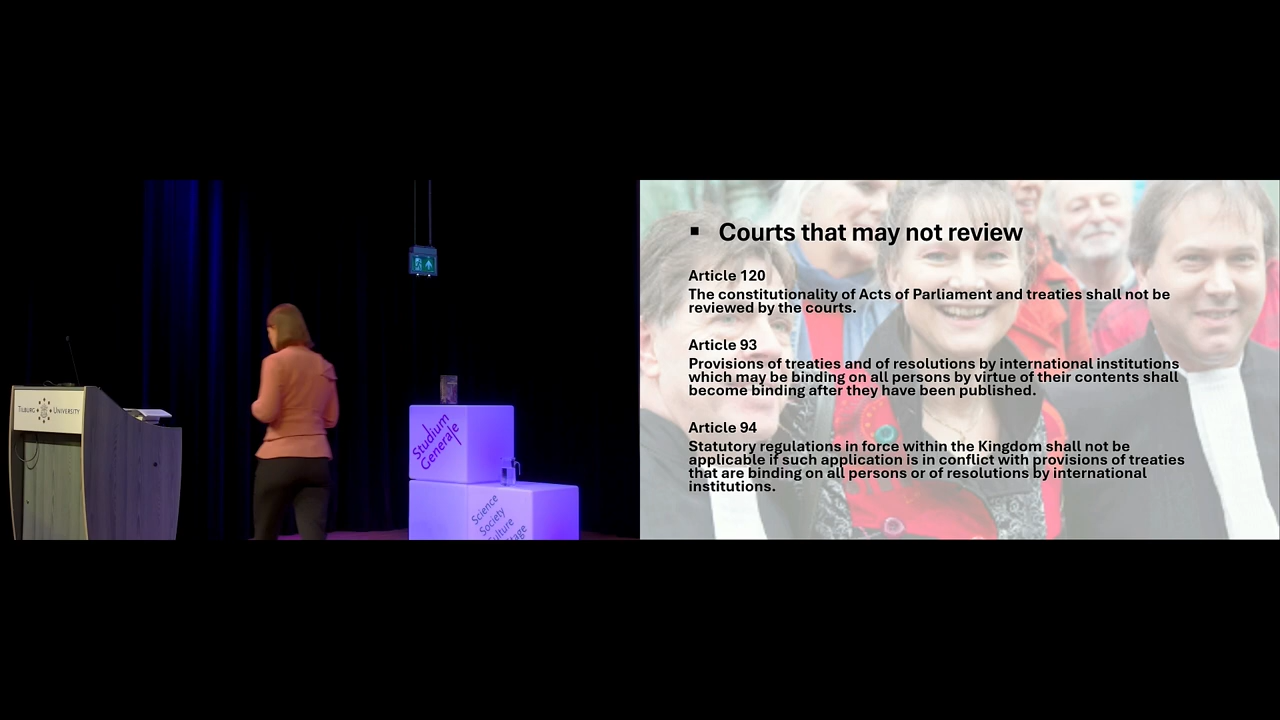 TILBURG UNIVERSITY
Studium
Generale
Science
Society
Culture
▪ Courts that may not review
Article 120
The constitutionality of Acts of Parliament and treaties shall not be
reviewed by the courts.
Article 93
Provisions of treaties and of resolutions by international institutions
which may be binding on all persons by virtue of their contents shall
become binding after they have been published.
Article 94
Statutory regulations in force within the Kingdom shall not be
applicable if such application is in conflict with provisions of treaties
that are binding on all persons or of resolutions by international
institutions.